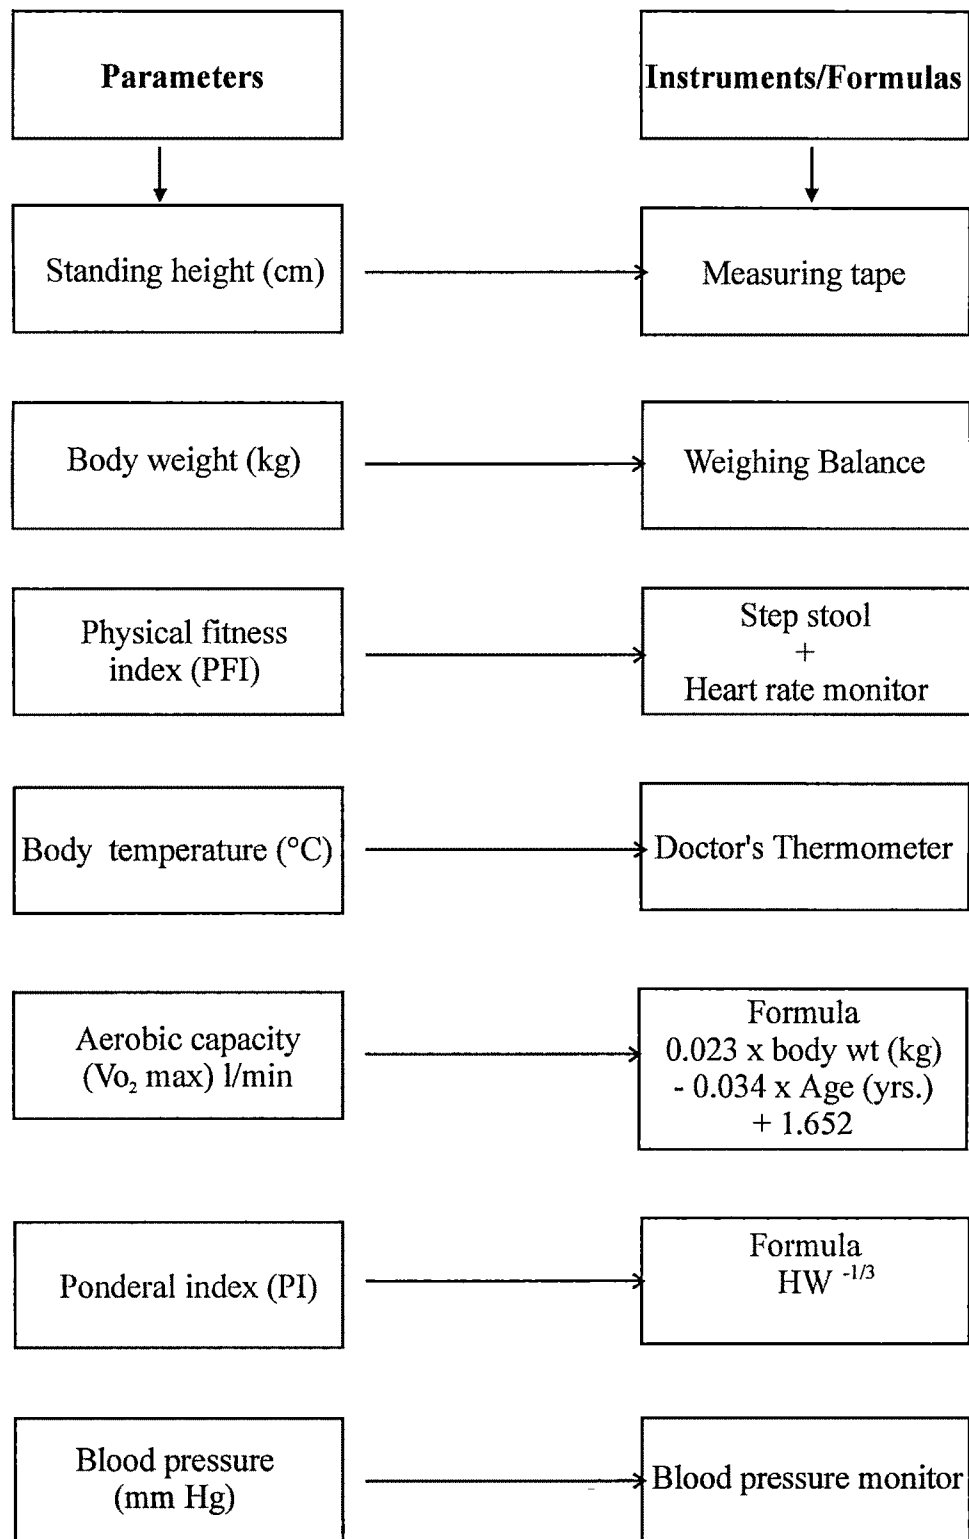 Parameters
Instruments/Formulas
Standing height (cm)
Measuring tape
Body weight (kg)
Weighing Balance
Physical fitness
index (PFI)
Step stool
+
Heart rate monitor
Body temperature (°C)
Doctor's Thermometer
Aerobic capacity
(Vo₂ max) l/min
Formula
0.023 x body wt (kg)
- 0.034 x Age (yrs.)
+ 1.652
Ponderal index (PI)
Formula
HW ⁻¹/³
Blood pressure
(mm Hg)
Blood pressure monitor